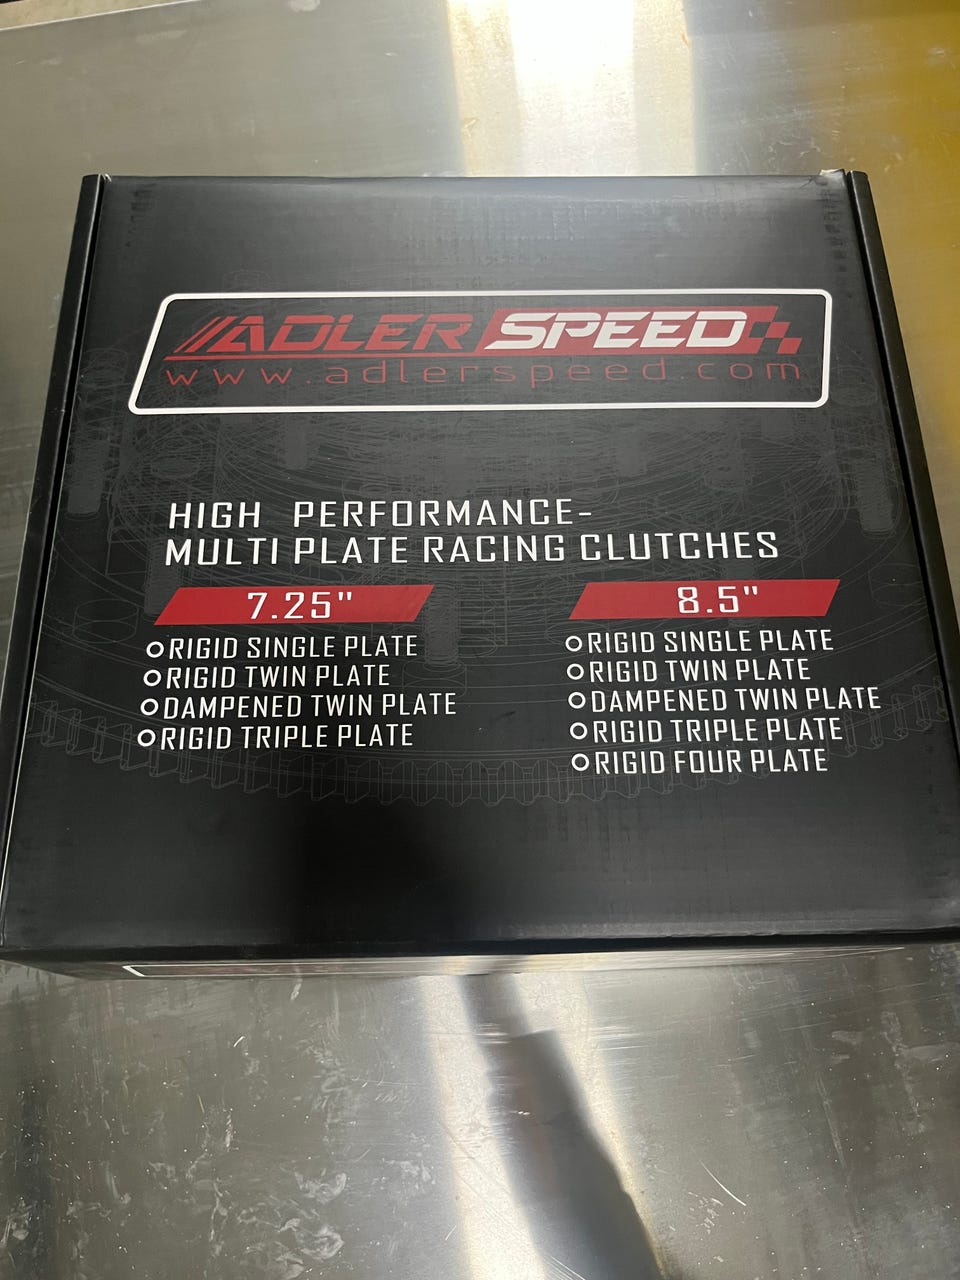 ADLER SPEED
www.adlerspeed.com
HIGH PERFORMANCE-
MULTI PLATE RACING CLUTCHES
7.25"
RIGID SINGLE PLATE
RIGID TWIN PLATE
DAMPENED TWIN PLATE
RIGID TRIPLE PLATE
8.5"
RIGID SINGLE PLATE
RIGID TWIN PLATE
DAMPENED TWIN PLATE
RIGID TRIPLE PLATE
RIGID FOUR PLATE